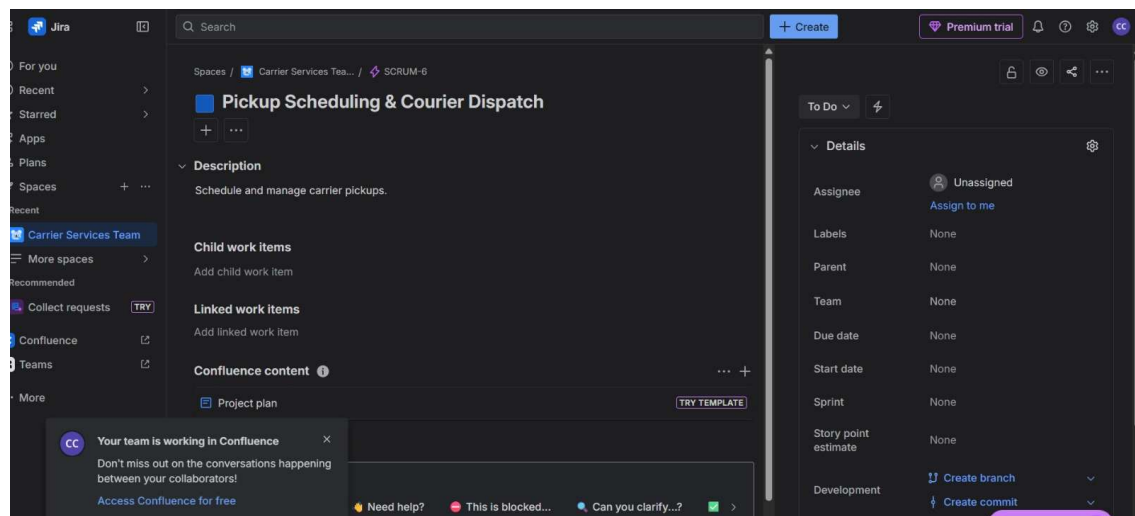 Jira
Search
Create
Premium trial
CC
For you
Recent
Starred
Apps
Plans
Spaces
Recent
Carrier Services Team
More spaces
Recommended
Collect requests TRY
Confluence
Teams
More
Spaces / Carrier Services Tea... / SCRUM-6
Pickup Scheduling & Courier Dispatch
Description
Schedule and manage carrier pickups.
Child work items
Add child work item
Linked work items
Add linked work item
Confluence content
Project plan TRY TEMPLATE
CC
Your team is working in Confluence
Don't miss out on the conversations happening
between your collaborators!
Access Confluence for free
Need help? This is blocked... Can you clarify...?
To Do
Details
Assignee Unassigned
Assign to me
Labels None
Parent None
Team None
Due date None
Start date None
Sprint None
Story point
estimate None
Development Create branch
Create commit